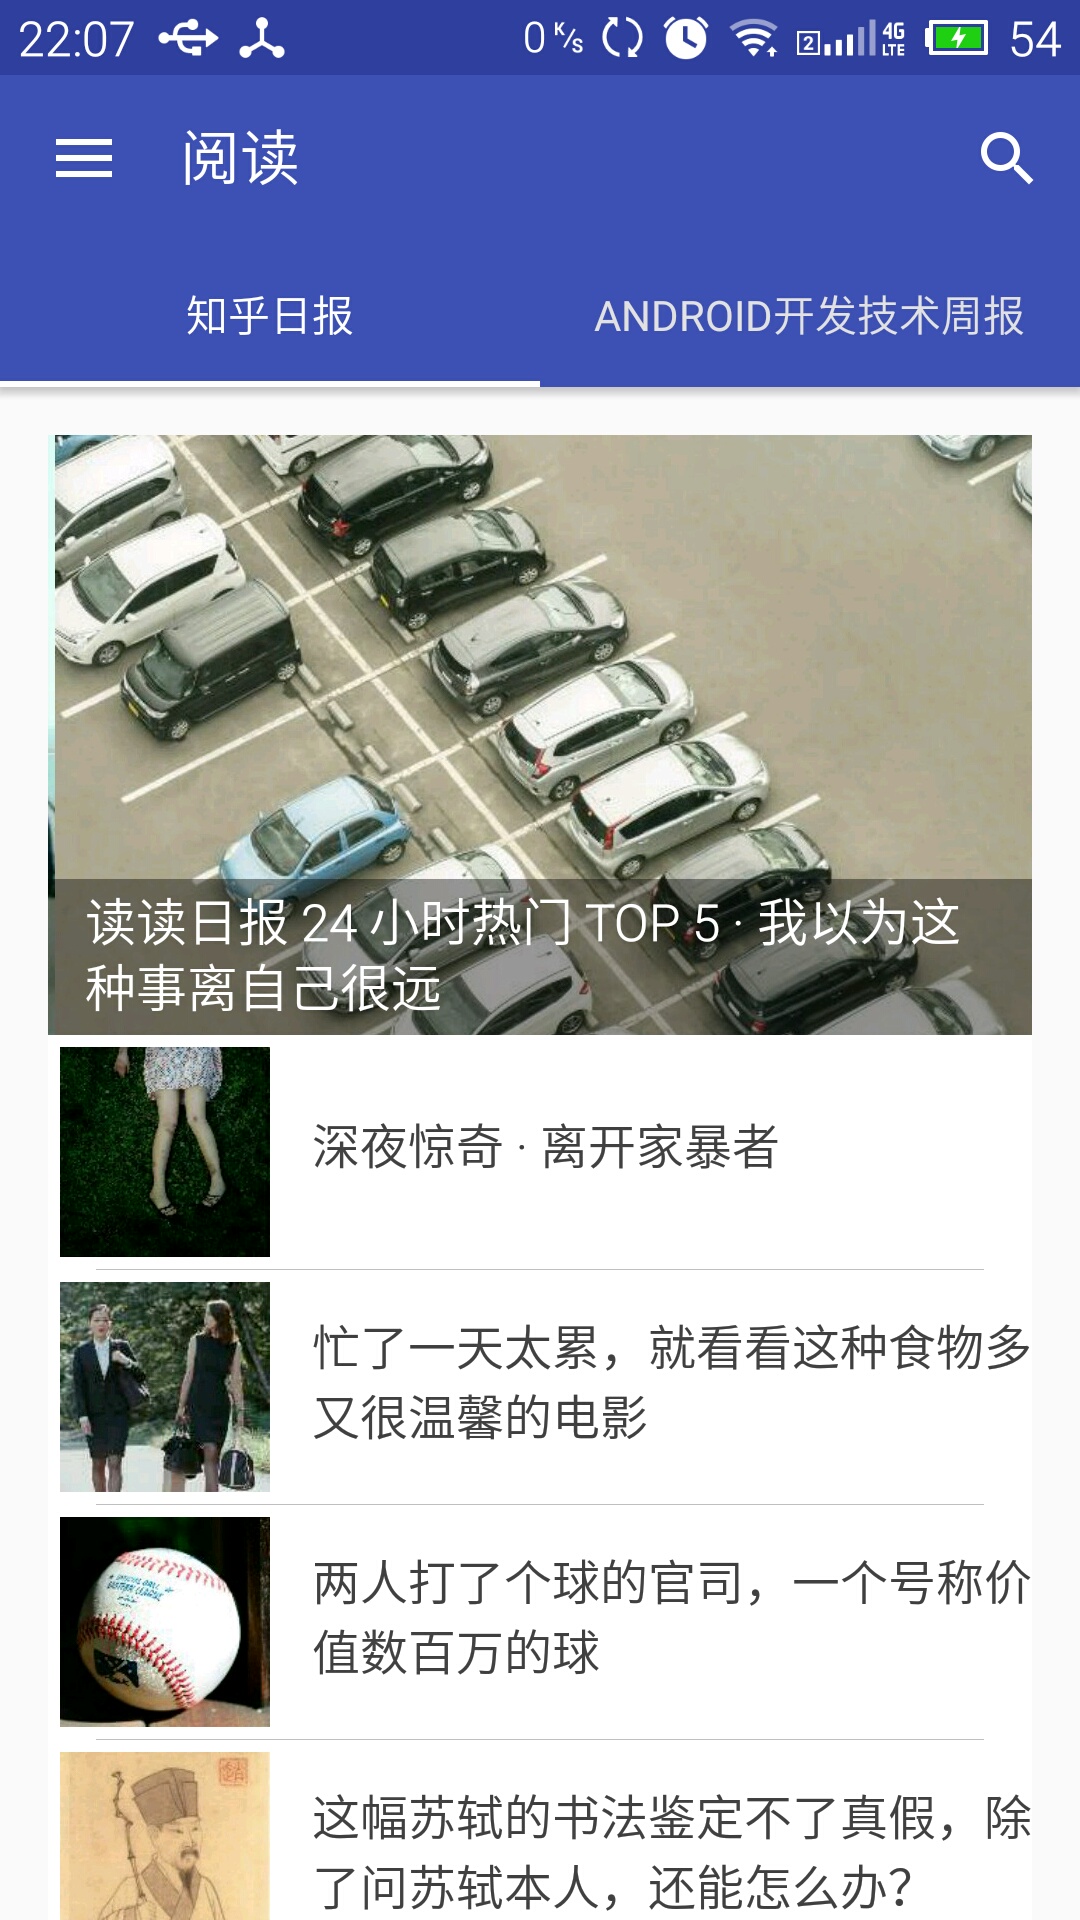 22:07
0 K/s
2
4G
LTE
54
阅读
知乎日报
ANDROID开发技术周报
读读日报 24 小时热门 TOP 5 · 我以为这
种事离自己很远
深夜惊奇 · 离开家暴者
忙了一天太累，就看看这种食物多
又很温馨的电影
两人打了个球的官司，一个号称价
值数百万的球
这幅苏轼的书法鉴定不了真假，除
了问苏轼本人，还能怎么办？